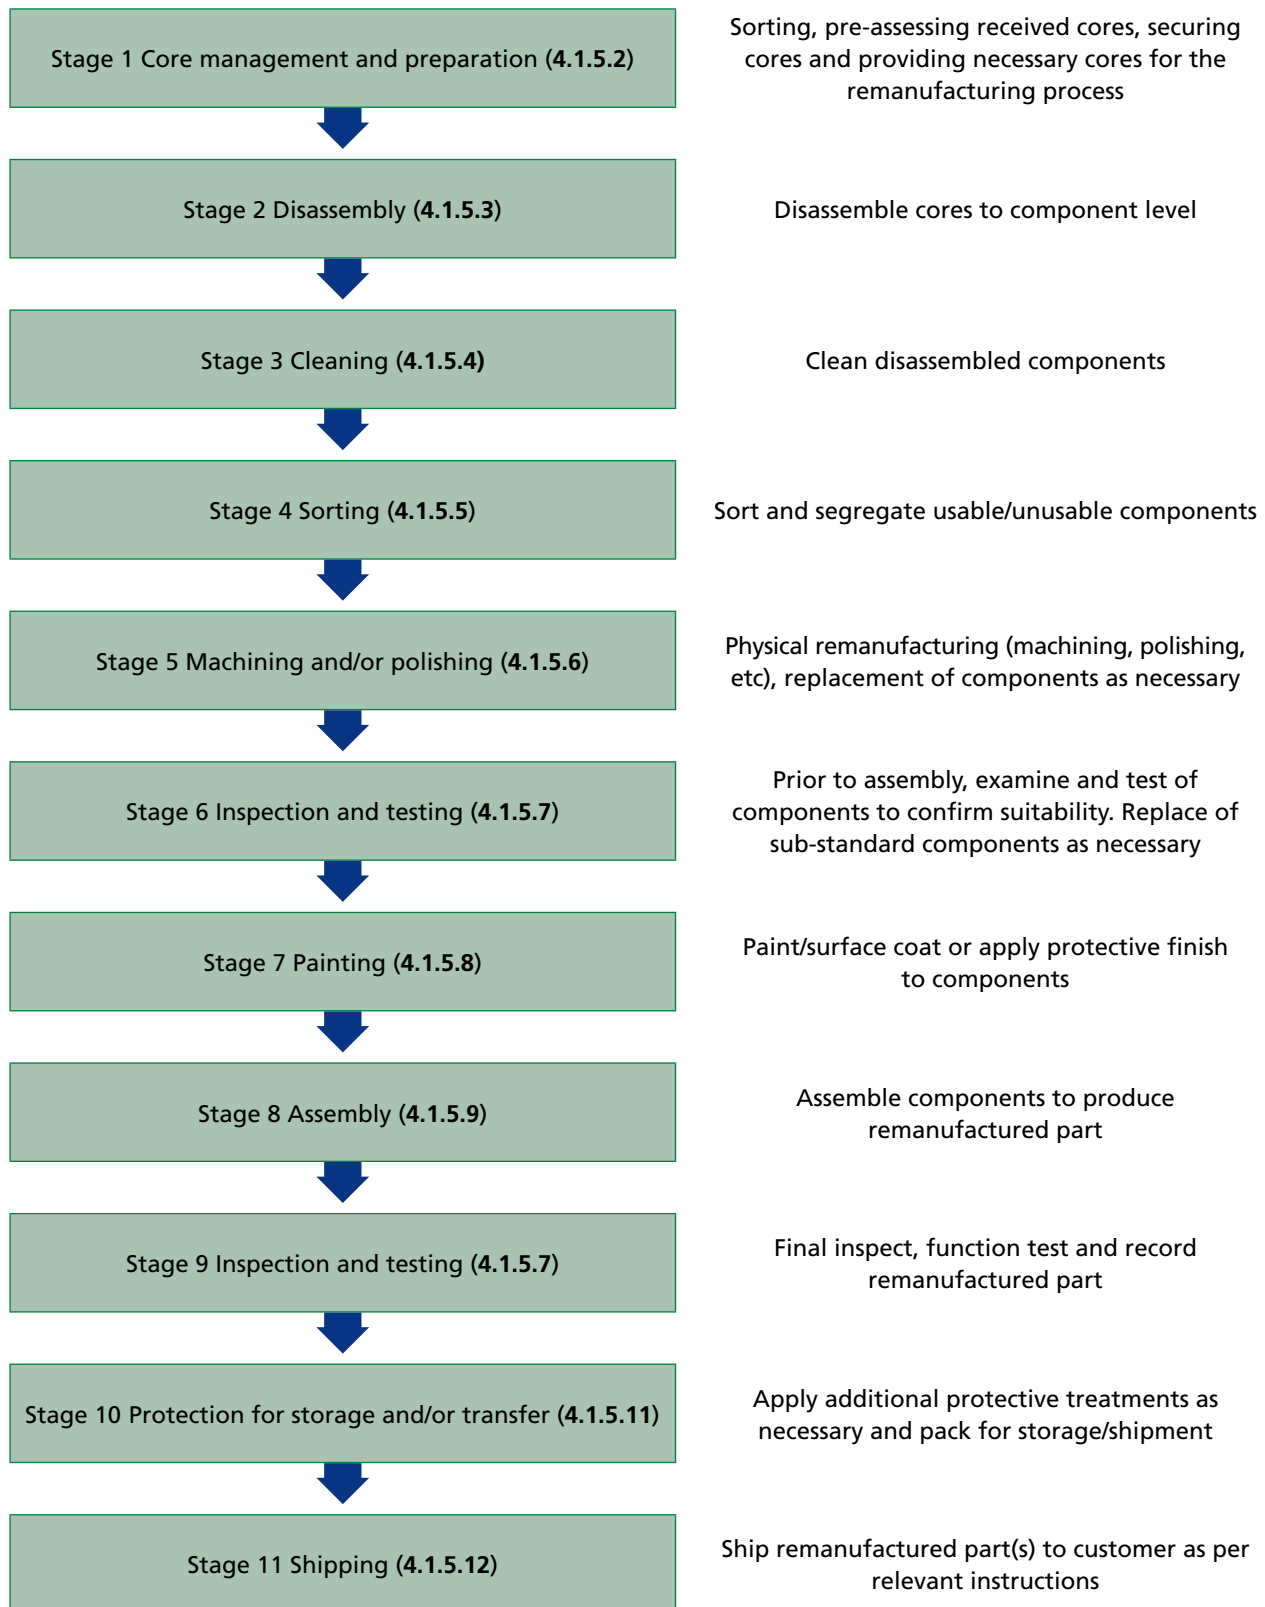 Stage 1 Core management and preparation (4.1.5.2)
Sorting, pre-assessing received cores, securing
cores and providing necessary cores for the
remanufacturing process
Stage 2 Disassembly (4.1.5.3)
Disassemble cores to component level
Stage 3 Cleaning (4.1.5.4)
Clean disassembled components
Stage 4 Sorting (4.1.5.5)
Sort and segregate usable/unusable components
Stage 5 Machining and/or polishing (4.1.5.6)
Physical remanufacturing (machining, polishing,
etc), replacement of components as necessary
Stage 6 Inspection and testing (4.1.5.7)
Prior to assembly, examine and test of
components to confirm suitability. Replace of
sub-standard components as necessary
Stage 7 Painting (4.1.5.8)
Paint/surface coat or apply protective finish
to components
Stage 8 Assembly (4.1.5.9)
Assemble components to produce
remanufactured part
Stage 9 Inspection and testing (4.1.5.7)
Final inspect, function test and record
remanufactured part
Stage 10 Protection for storage and/or transfer (4.1.5.11)
Apply additional protective treatments as
necessary and pack for storage/shipment
Stage 11 Shipping (4.1.5.12)
Ship remanufactured part(s) to customer as per
relevant instructions